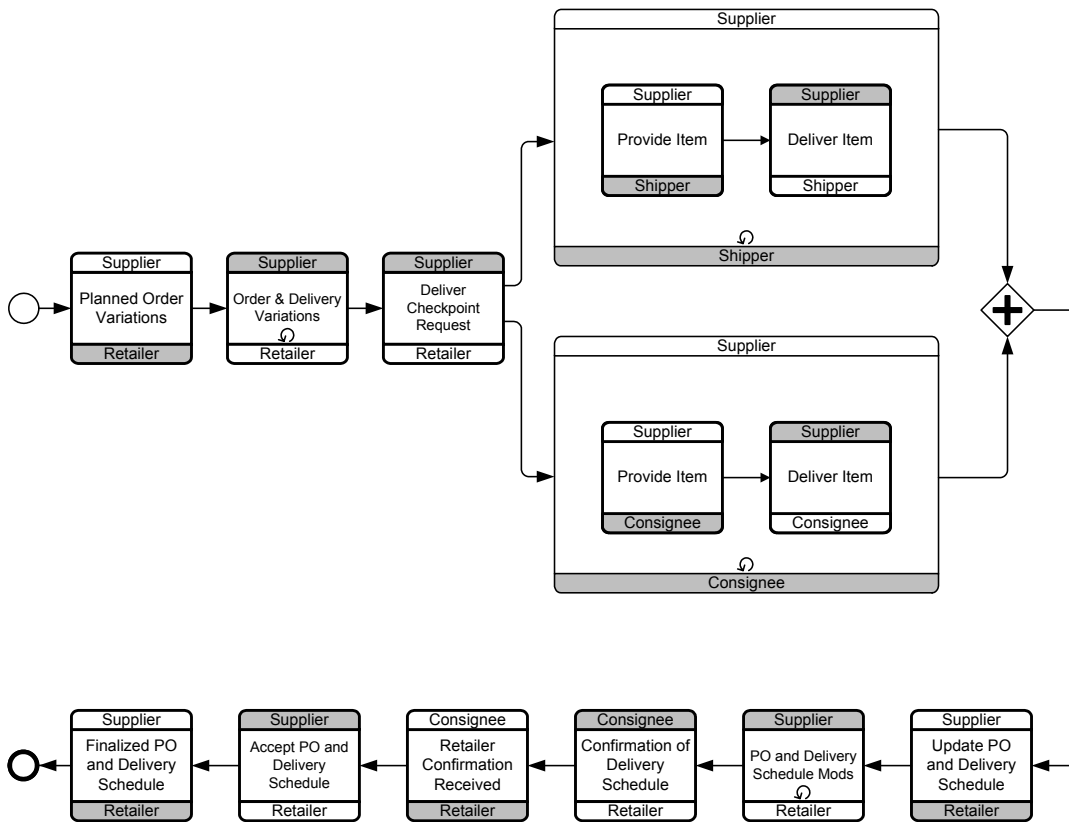 Supplier
Supplier
Provide Item
Shipper
Supplier
Deliver Item
Shipper
Shipper
Supplier
Planned Order
Variations
Retailer
Supplier
Order & Delivery
Variations
Retailer
Supplier
Deliver
Checkpoint
Request
Retailer
Supplier
Supplier
Provide Item
Consignee
Supplier
Deliver Item
Consignee
Consignee
Supplier
Finalized PO
and Delivery
Schedule
Retailer
Supplier
Accept PO and
Delivery
Schedule
Retailer
Consignee
Retailer
Confirmation
Received
Retailer
Consignee
Confirmation of
Delivery
Schedule
Retailer
Supplier
PO and Delivery
Schedule Mods
Retailer
Supplier
Update PO
and Delivery
Schedule
Retailer